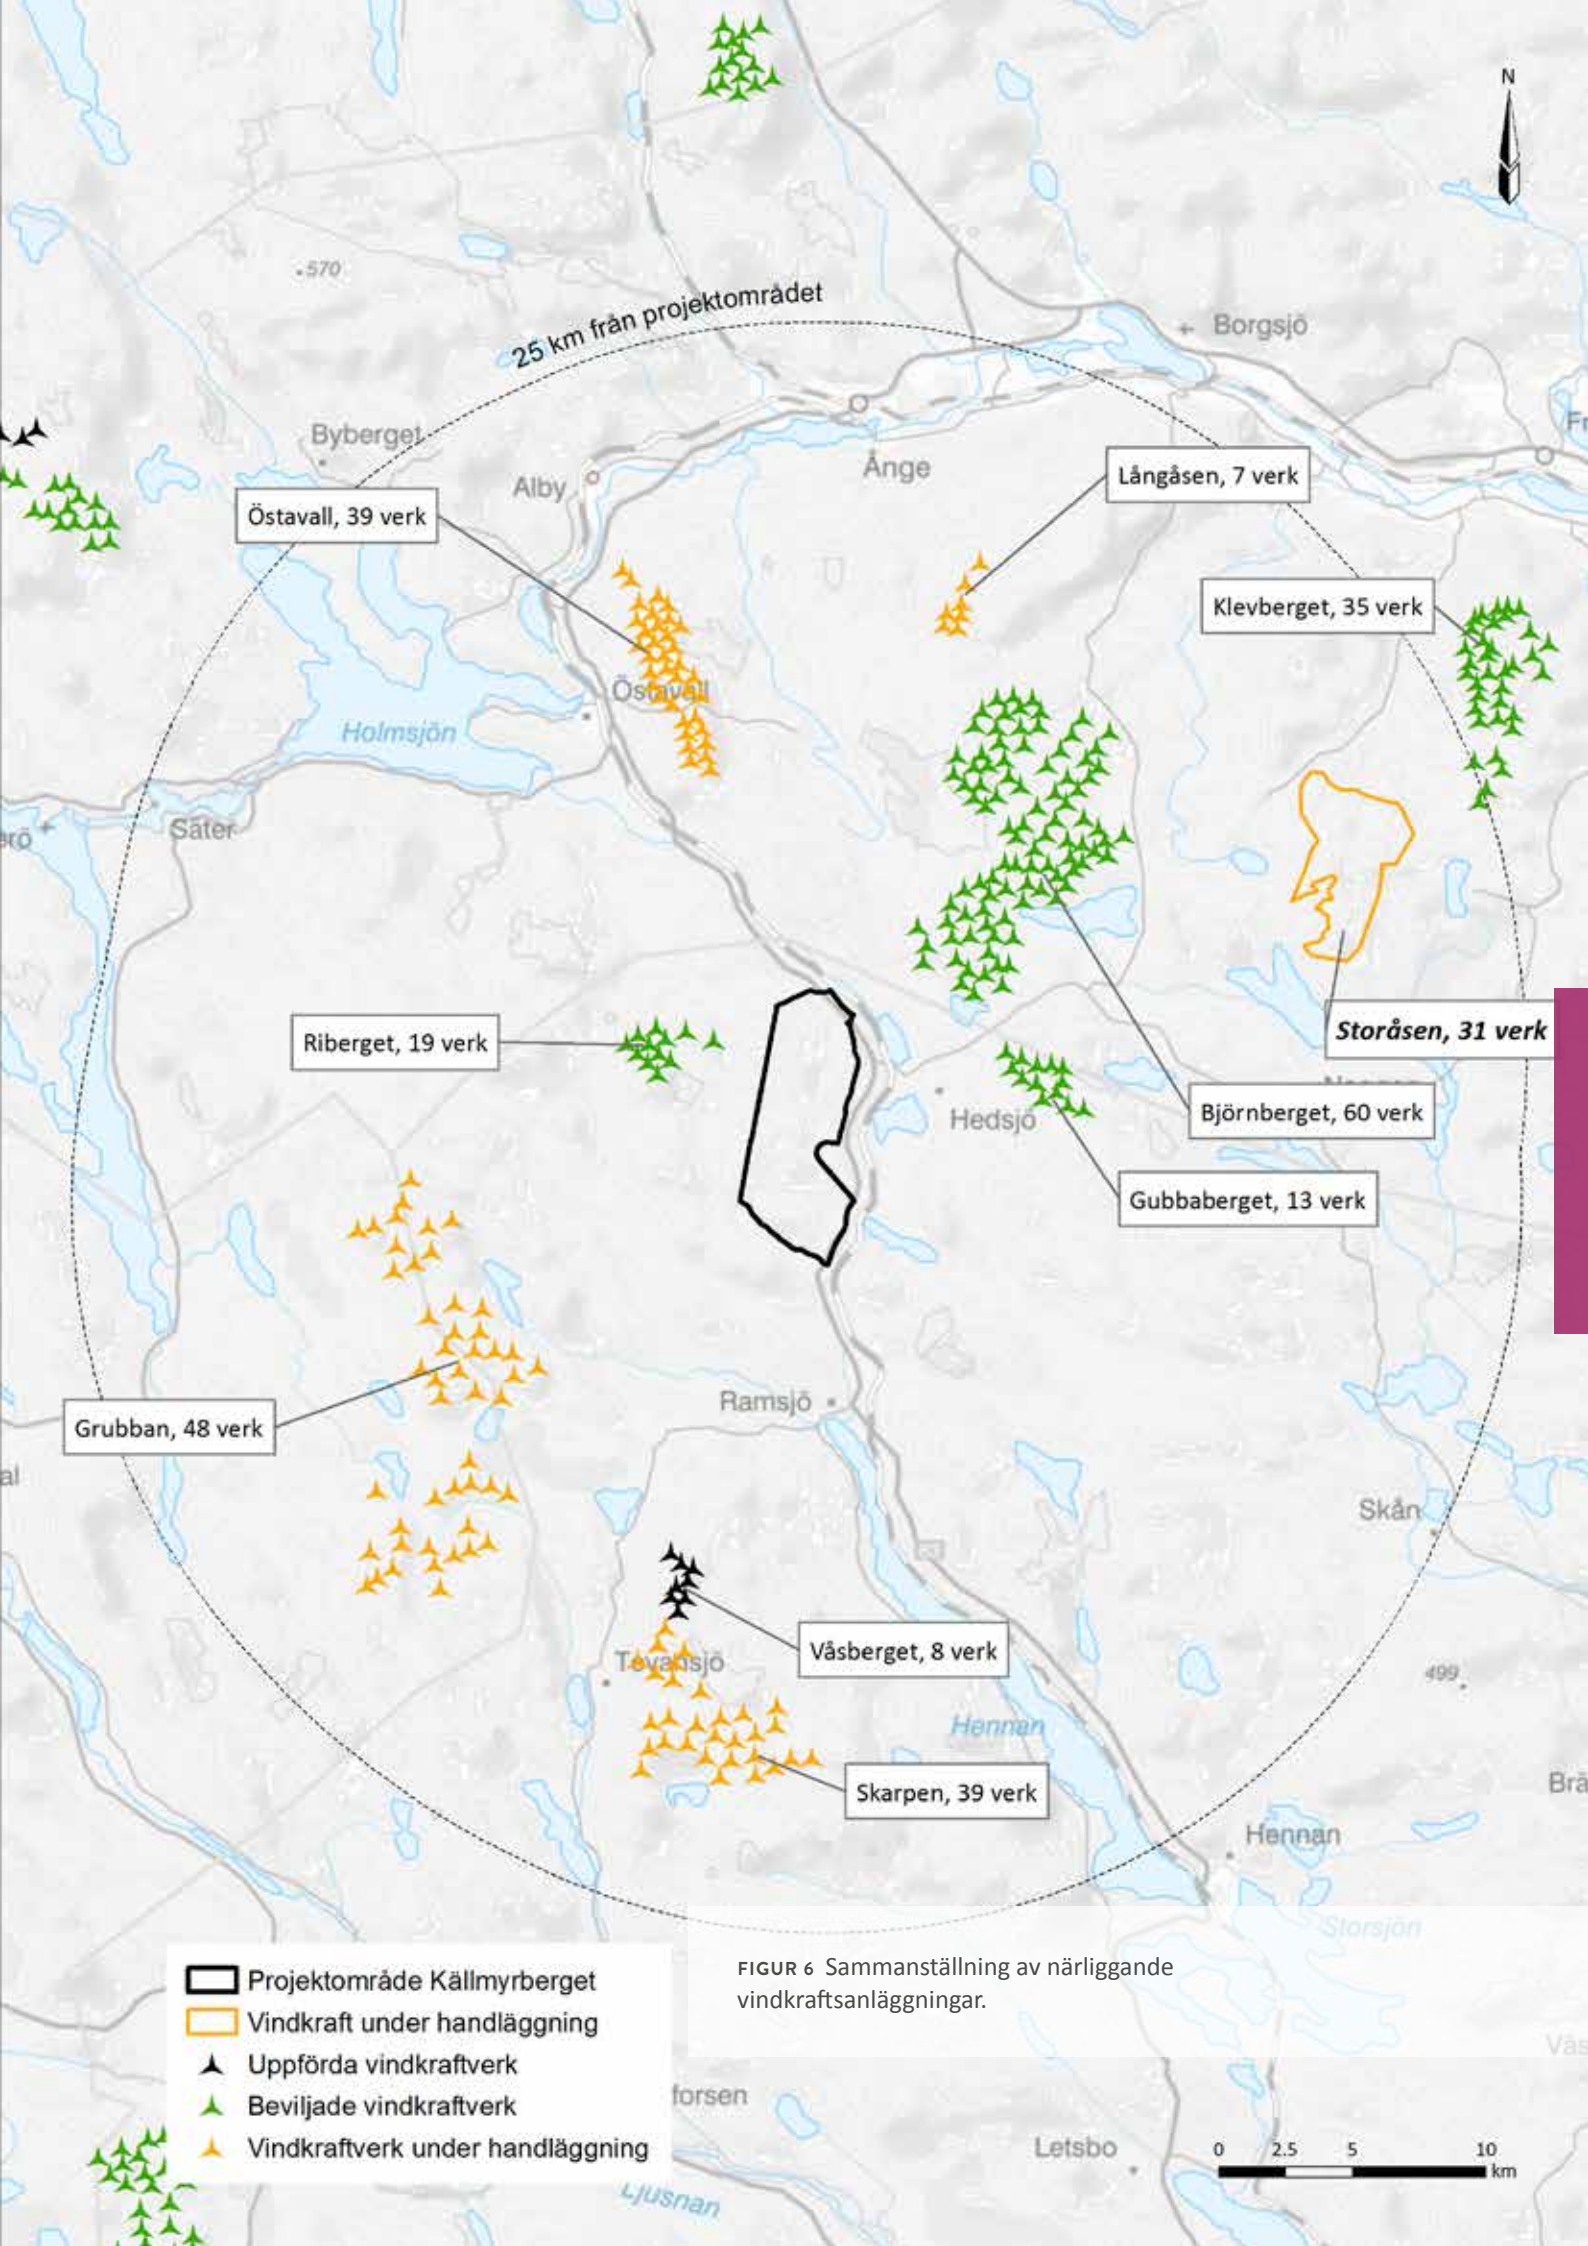 N
570
25 km från projektområdet
Borgsjö
Byberget
Ånge
Alby
Långåsen, 7 verk
Östavall, 39 verk
Klevberget, 35 verk
Östavall
Holmsjön
Säter
Storåsen, 31 verk
Riberget, 19 verk
Björnberget, 60 verk
Hedsjö
Gubbaberget, 13 verk
Ramsjö
Grubban, 48 verk
Skån
Våsberget, 8 verk
Tevansjö
499
Hennan
Skarpen, 39 verk
Hennan
Storsjön
FIGUR 6 Sammanställning av närliggande
vindkraftsanläggningar.
Projektområde Källmyrberget
Vindkraft under handläggning
Uppförda vindkraftverk
Beviljade vindkraftverk
Vindkraftverk under handläggning
forsen
Letsbo
Ljusnan
0 2.5 5 10
km